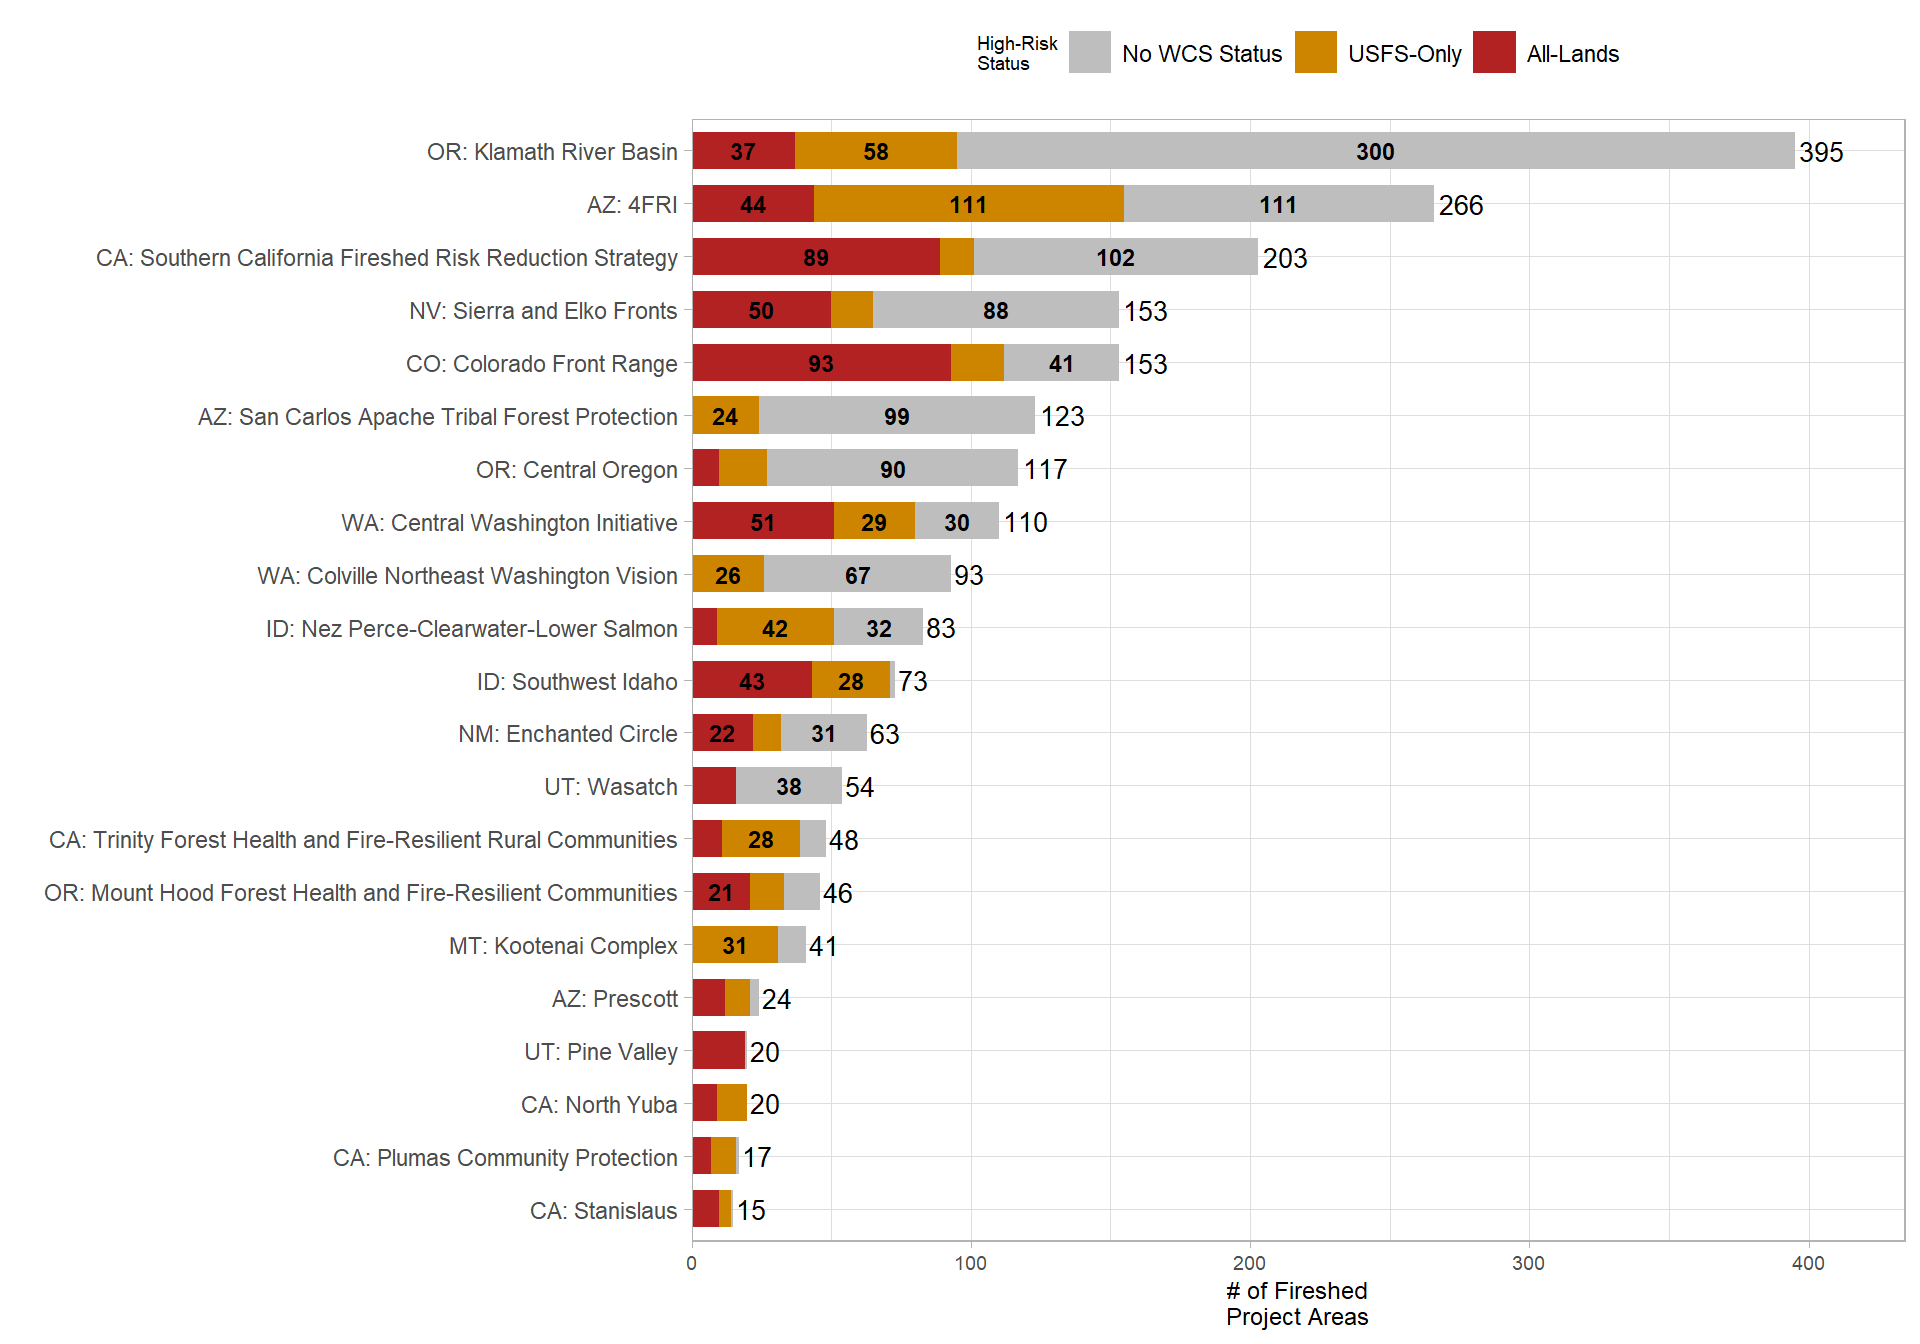 High-Risk
Status
No WCS Status
USFS-Only
All-Lands
OR: Klamath River Basin 37 58 300 395
AZ: 4FRI 44 111 111 266
CA: Southern California Fireshed Risk Reduction Strategy 89 102 203
NV: Sierra and Elko Fronts 50 88 153
CO: Colorado Front Range 93 41 153
AZ: San Carlos Apache Tribal Forest Protection 24 99 123
OR: Central Oregon 90 117
WA: Central Washington Initiative 51 29 30 110
WA: Colville Northeast Washington Vision 26 67 93
ID: Nez Perce-Clearwater-Lower Salmon 42 32 83
ID: Southwest Idaho 43 28 73
NM: Enchanted Circle 22 31 63
UT: Wasatch 38 54
CA: Trinity Forest Health and Fire-Resilient Rural Communities 28 48
OR: Mount Hood Forest Health and Fire-Resilient Communities 21 46
MT: Kootenai Complex 31 41
AZ: Prescott 24
UT: Pine Valley 20
CA: North Yuba 20
CA: Plumas Community Protection 17
CA: Stanislaus 15
0 100 200 300 400
# of Fireshed
Project Areas